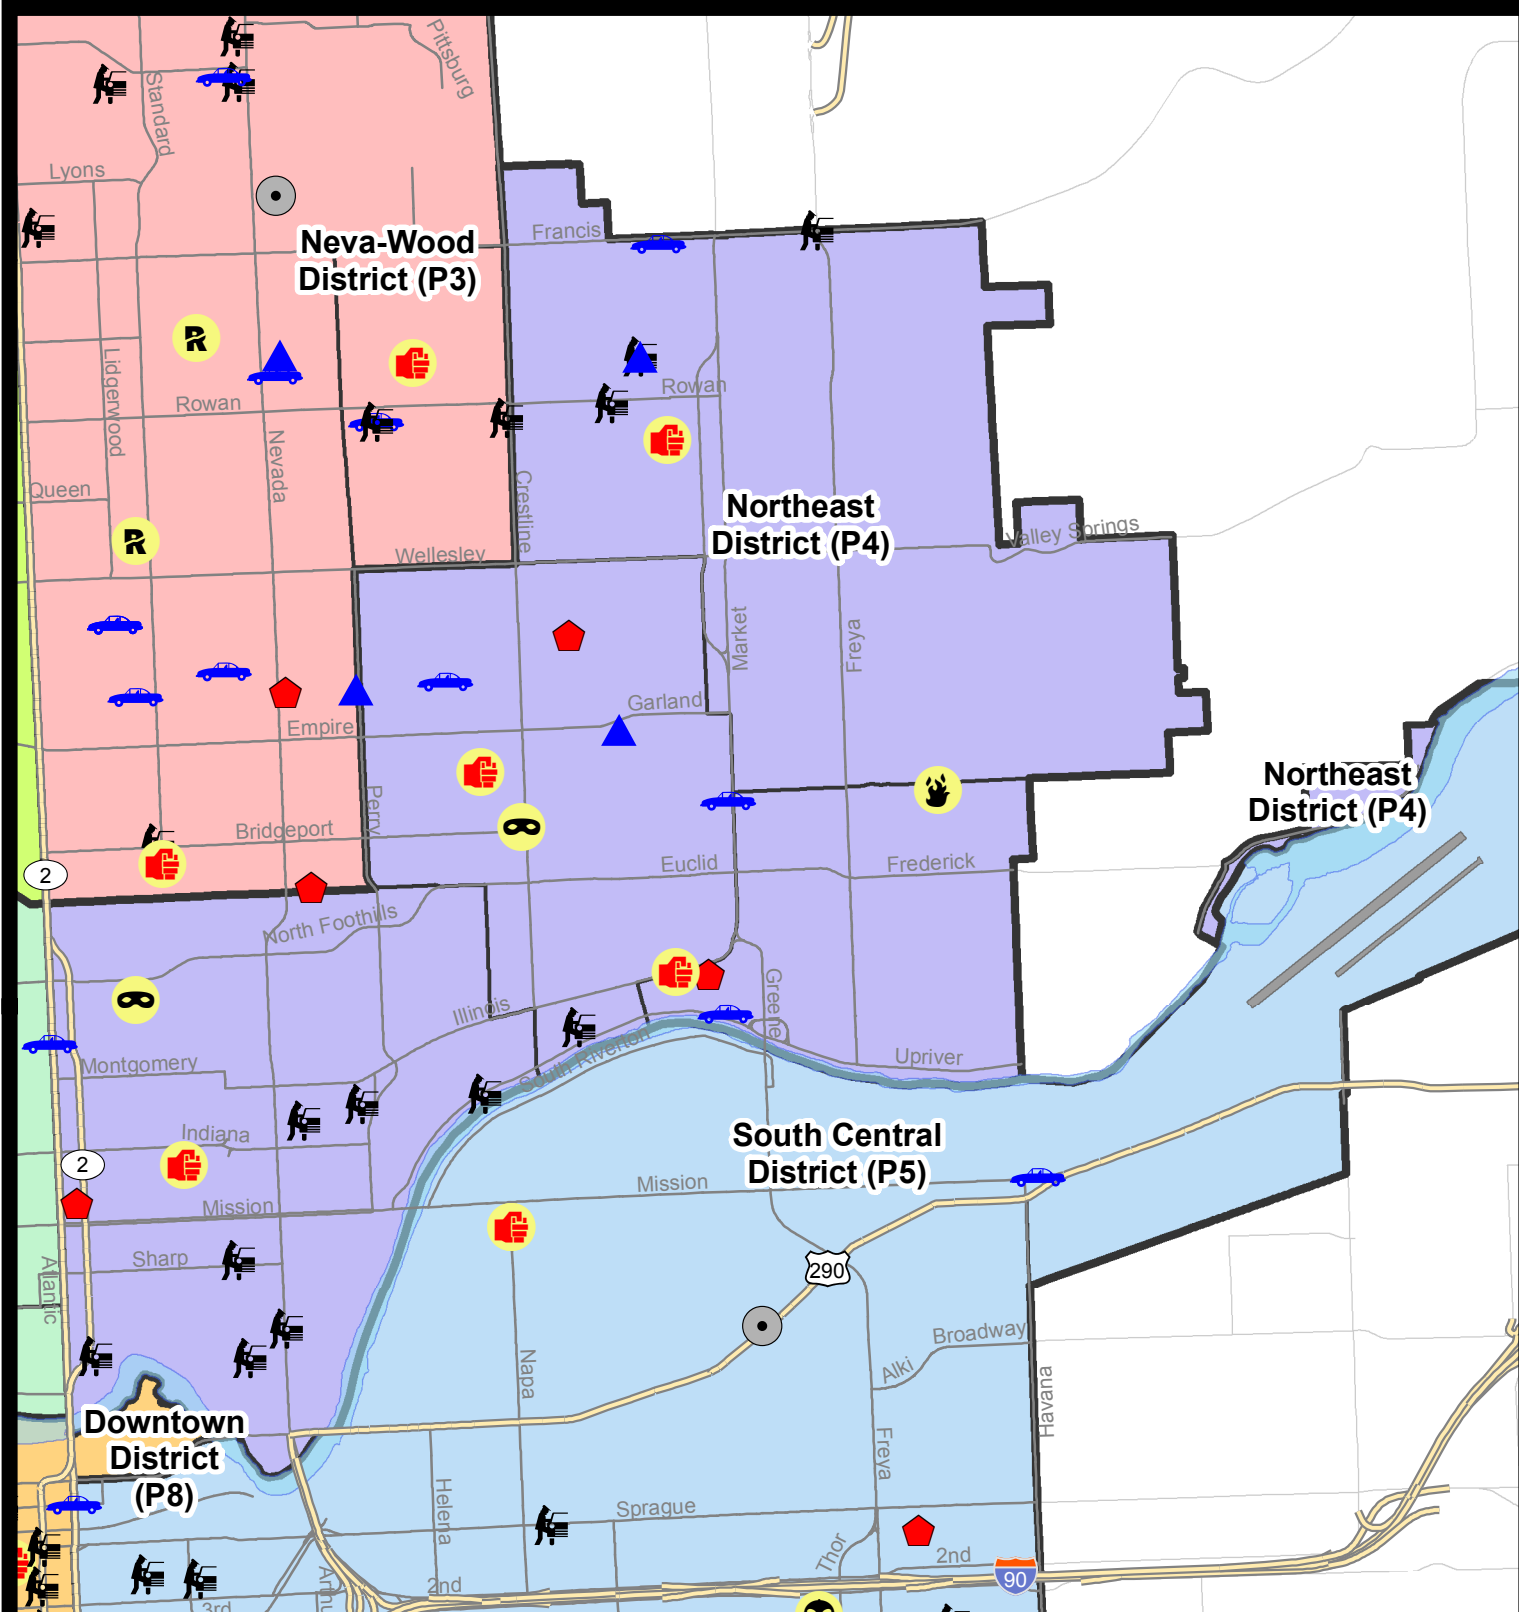 Pittsburg
Standard
Lyons
Neva-Wood
District (P3)
Francis
Lidgerwood
Rowan
Rowan
Nevada
Queen
Crestline
Northeast
District (P4)
Valley Springs
Wellesley
Market
Freya
Garland
Empire
Northeast
District (P4)
Perry
Bridgeport
Euclid
Frederick
2
North Foothills
Greene
Illinois
South Riverton
Upriver
Montgomery
South Central
District (P5)
Indiana
2
Mission
Mission
Sharp
Atlantic
290
Broadway
Alki
Napa
Havana
Downtown
District
(P8)
Freya
Helena
Sprague
Thor
2nd
90
2nd
3rd